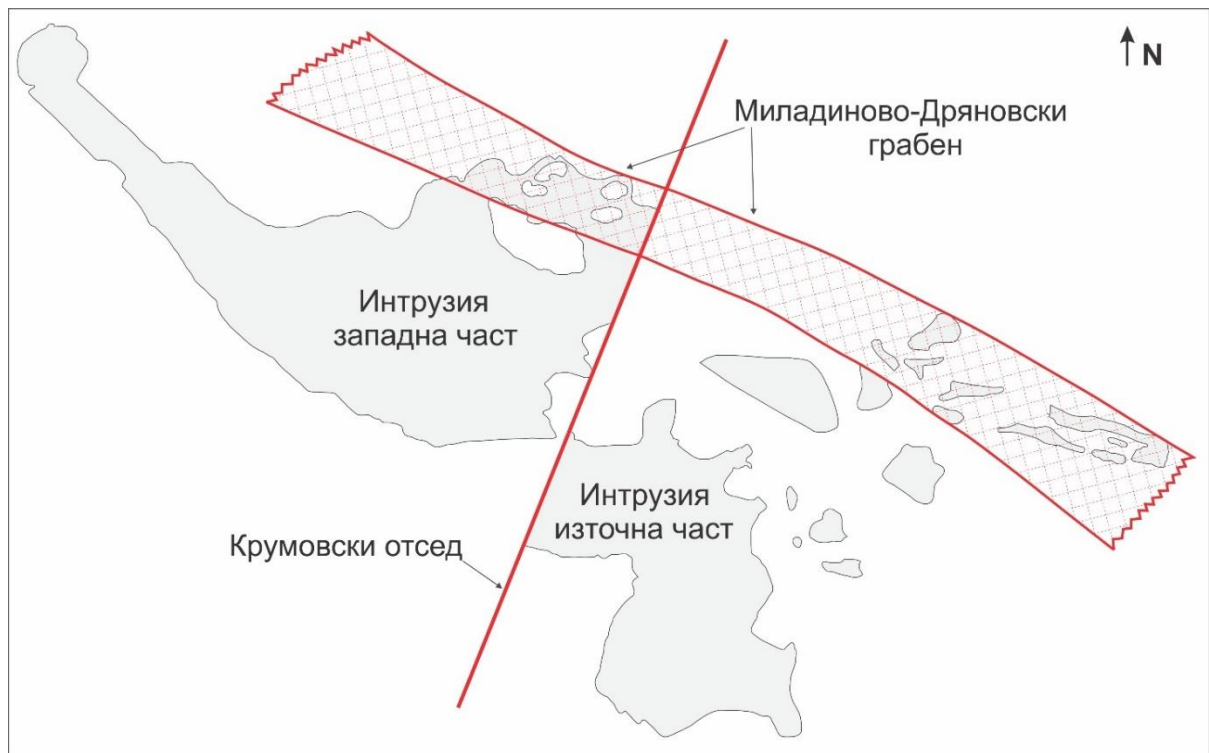 N
Миладиново-Дряновски
грабен
Интрузия
западна част
Интрузия
източна част
Крумовски отсед